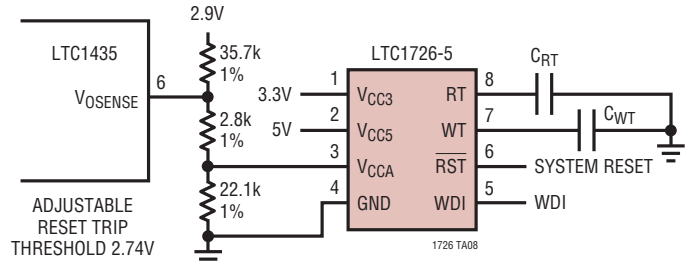 2.9V
LTC1435
35.7k
1%
LTC1726-5
CRT
6
1
8
VOSENSE
3.3V
VCC3
RT
2.8k
1%
2
7
CWT
5V
VCC5
WT
3
6
VCCA
RST
SYSTEM RESET
22.1k
1%
4
5
GND
WDI
WDI
ADJUSTABLE
RESET TRIP
THRESHOLD 2.74V
1726 TA08